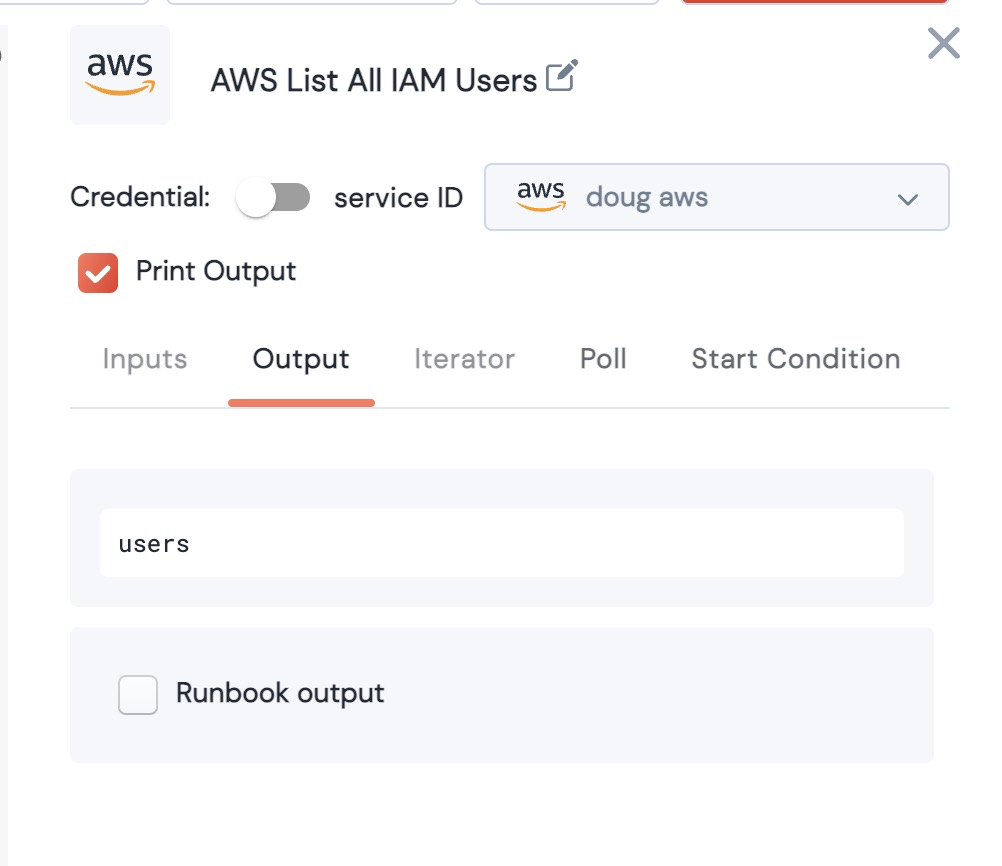 aws
AWS List All IAM Users
Credential: service ID aws doug aws
Print Output
Inputs Output Iterator Poll Start Condition
users
Runbook output